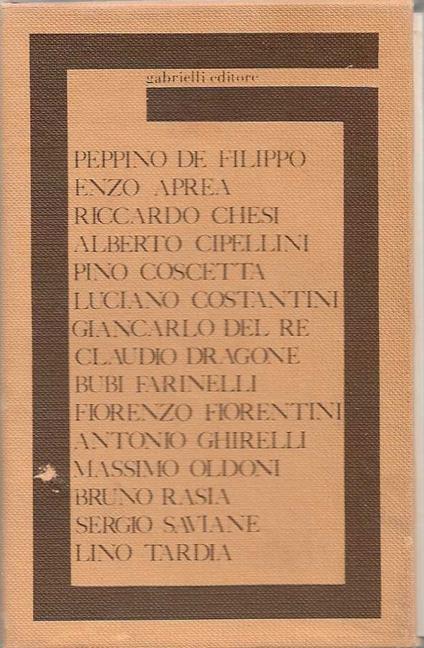 gabrielli editore
PEPPINO DE FILIPPO
ENZO APREA
RICCARDO CHESI
ALBERTO CIPELLINI
PINO COSCETTA
LUCIANO COSTANTINI
GIANCARLO DEL RE
CLAUDIO DRAGONE
BUBI FARINELLI
FIORENZO FIORENTINI
ANTONIO GHIRELLI
MASSIMO OLDONI
BRUNO RASIA
SERGIO SAVIANE
LINO TARDIA